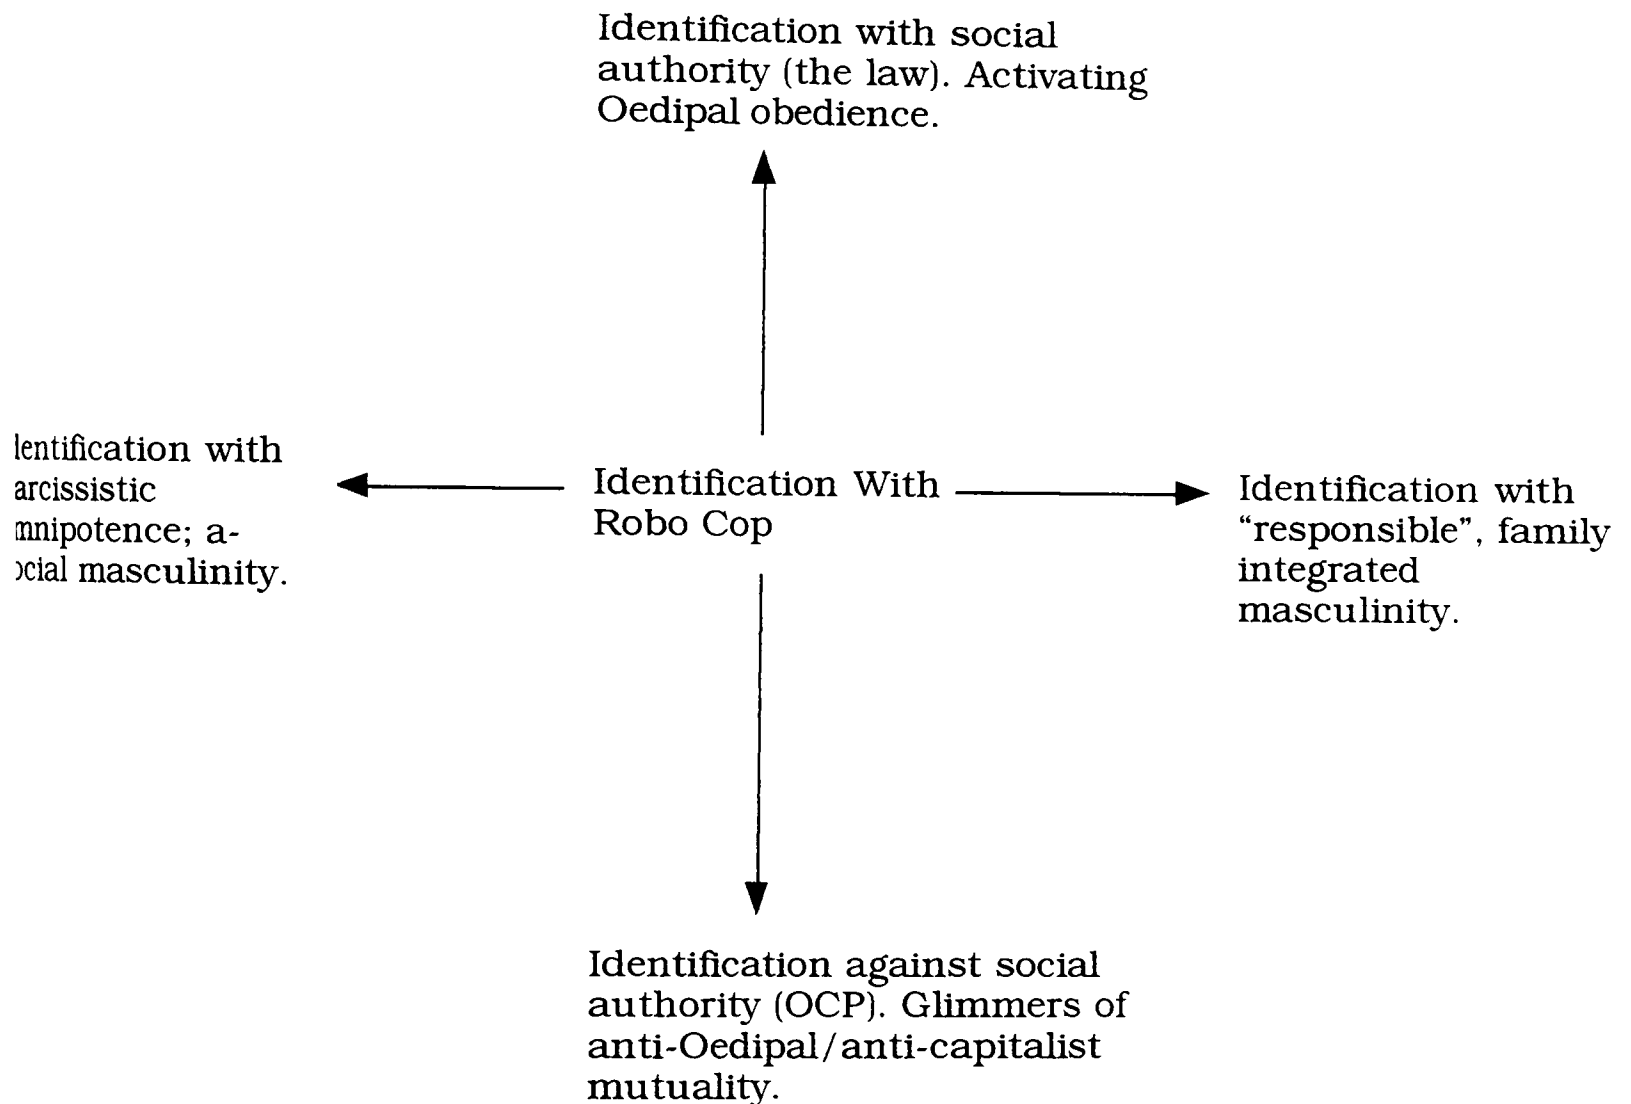 Identification with social
authority (the law). Activating
Oedipal obedience.
lentification with
arcissistic
mnipotence; a-
ocial masculinity.
Identification With
Robo Cop
Identification with
“responsible”, family
integrated
masculinity.
Identification against social
authority (OCP). Glimmers of
anti-Oedipal/anti-capitalist
mutuality.